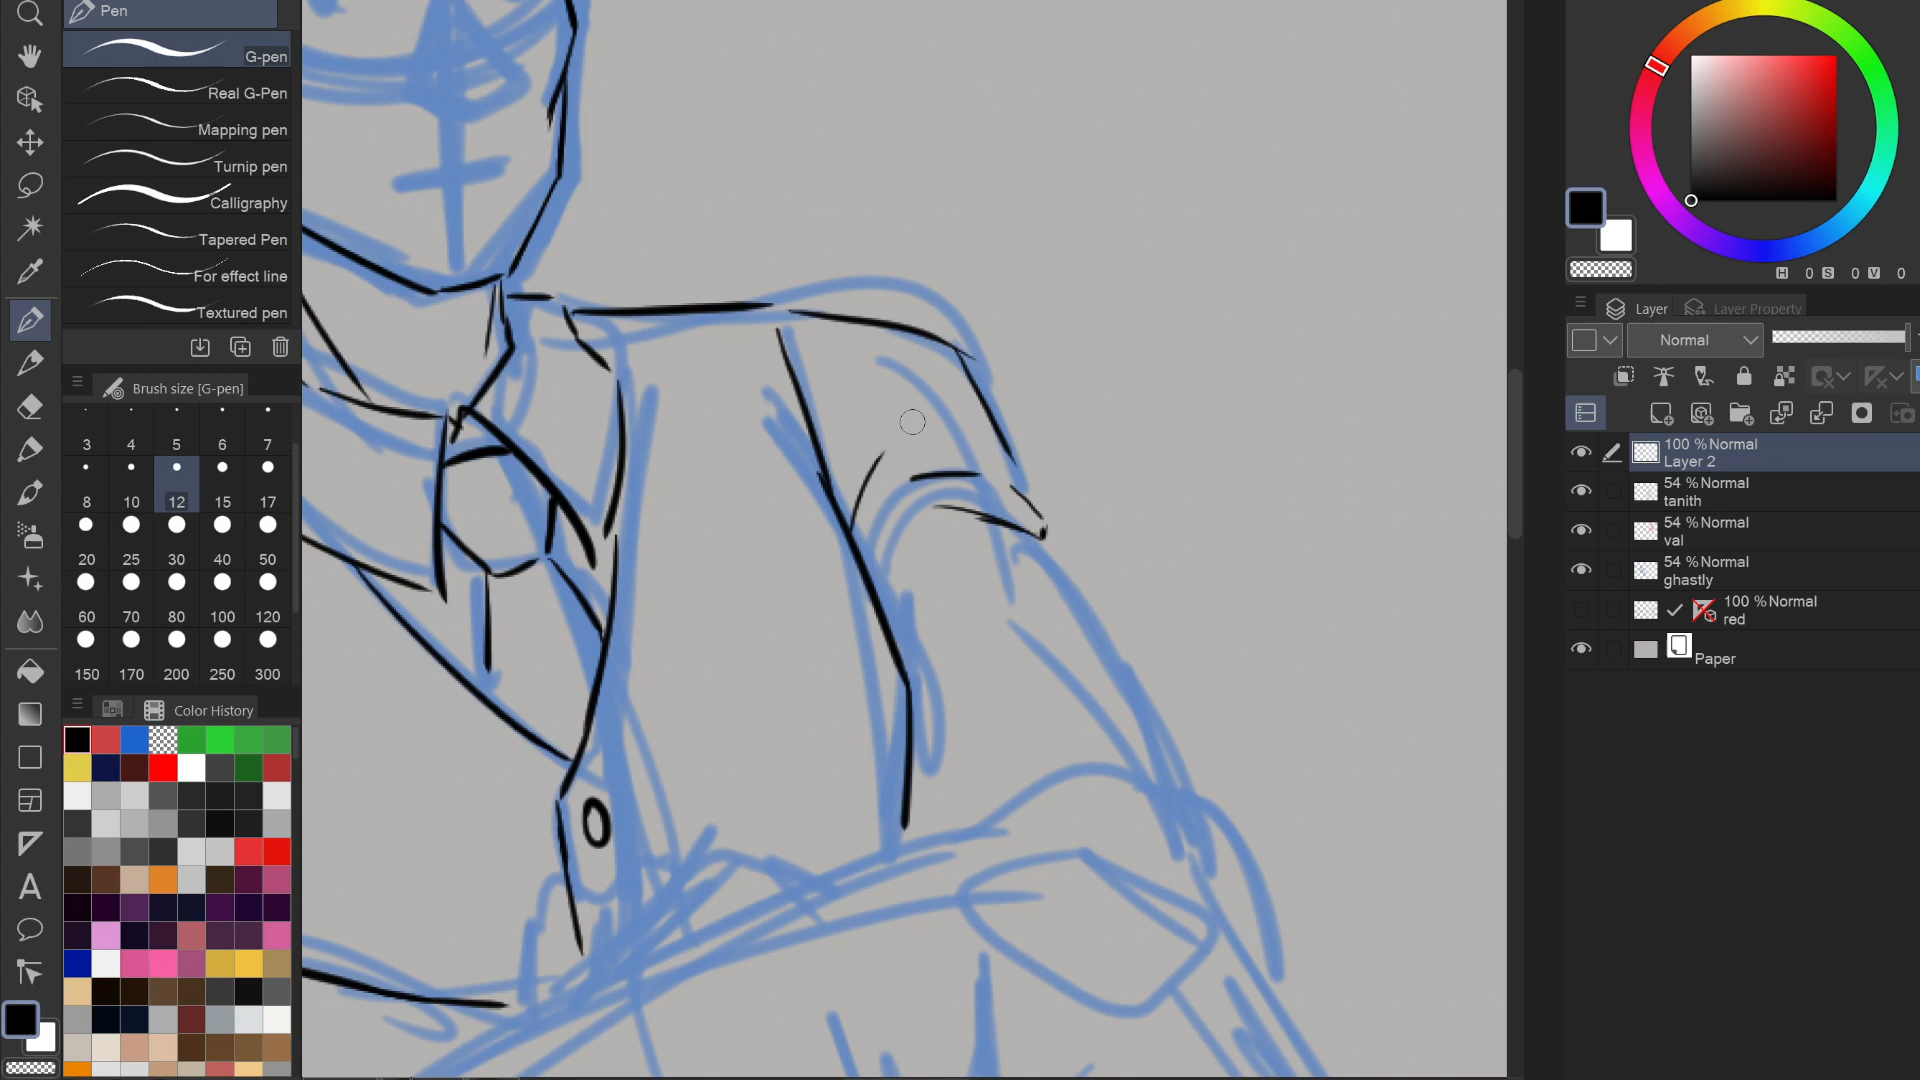 Pen
G-pen
Real G-Pen
Mapping pen
Turnip pen
Calligraphy
Tapered Pen
For effect line
Textured pen
Brush size [G-pen]
3 4 5 6 7
8 10 12 15 17
20 25 30 40 50
60 70 80 100 120
150 170 200 250 300
Color History
H 0 S 0 V 0
Layer Layer Property
Normal
100 % Normal
Layer 2
54 % Normal
tanith
54 % Normal
val
54 % Normal
ghastly
100 % Normal
red
Paper